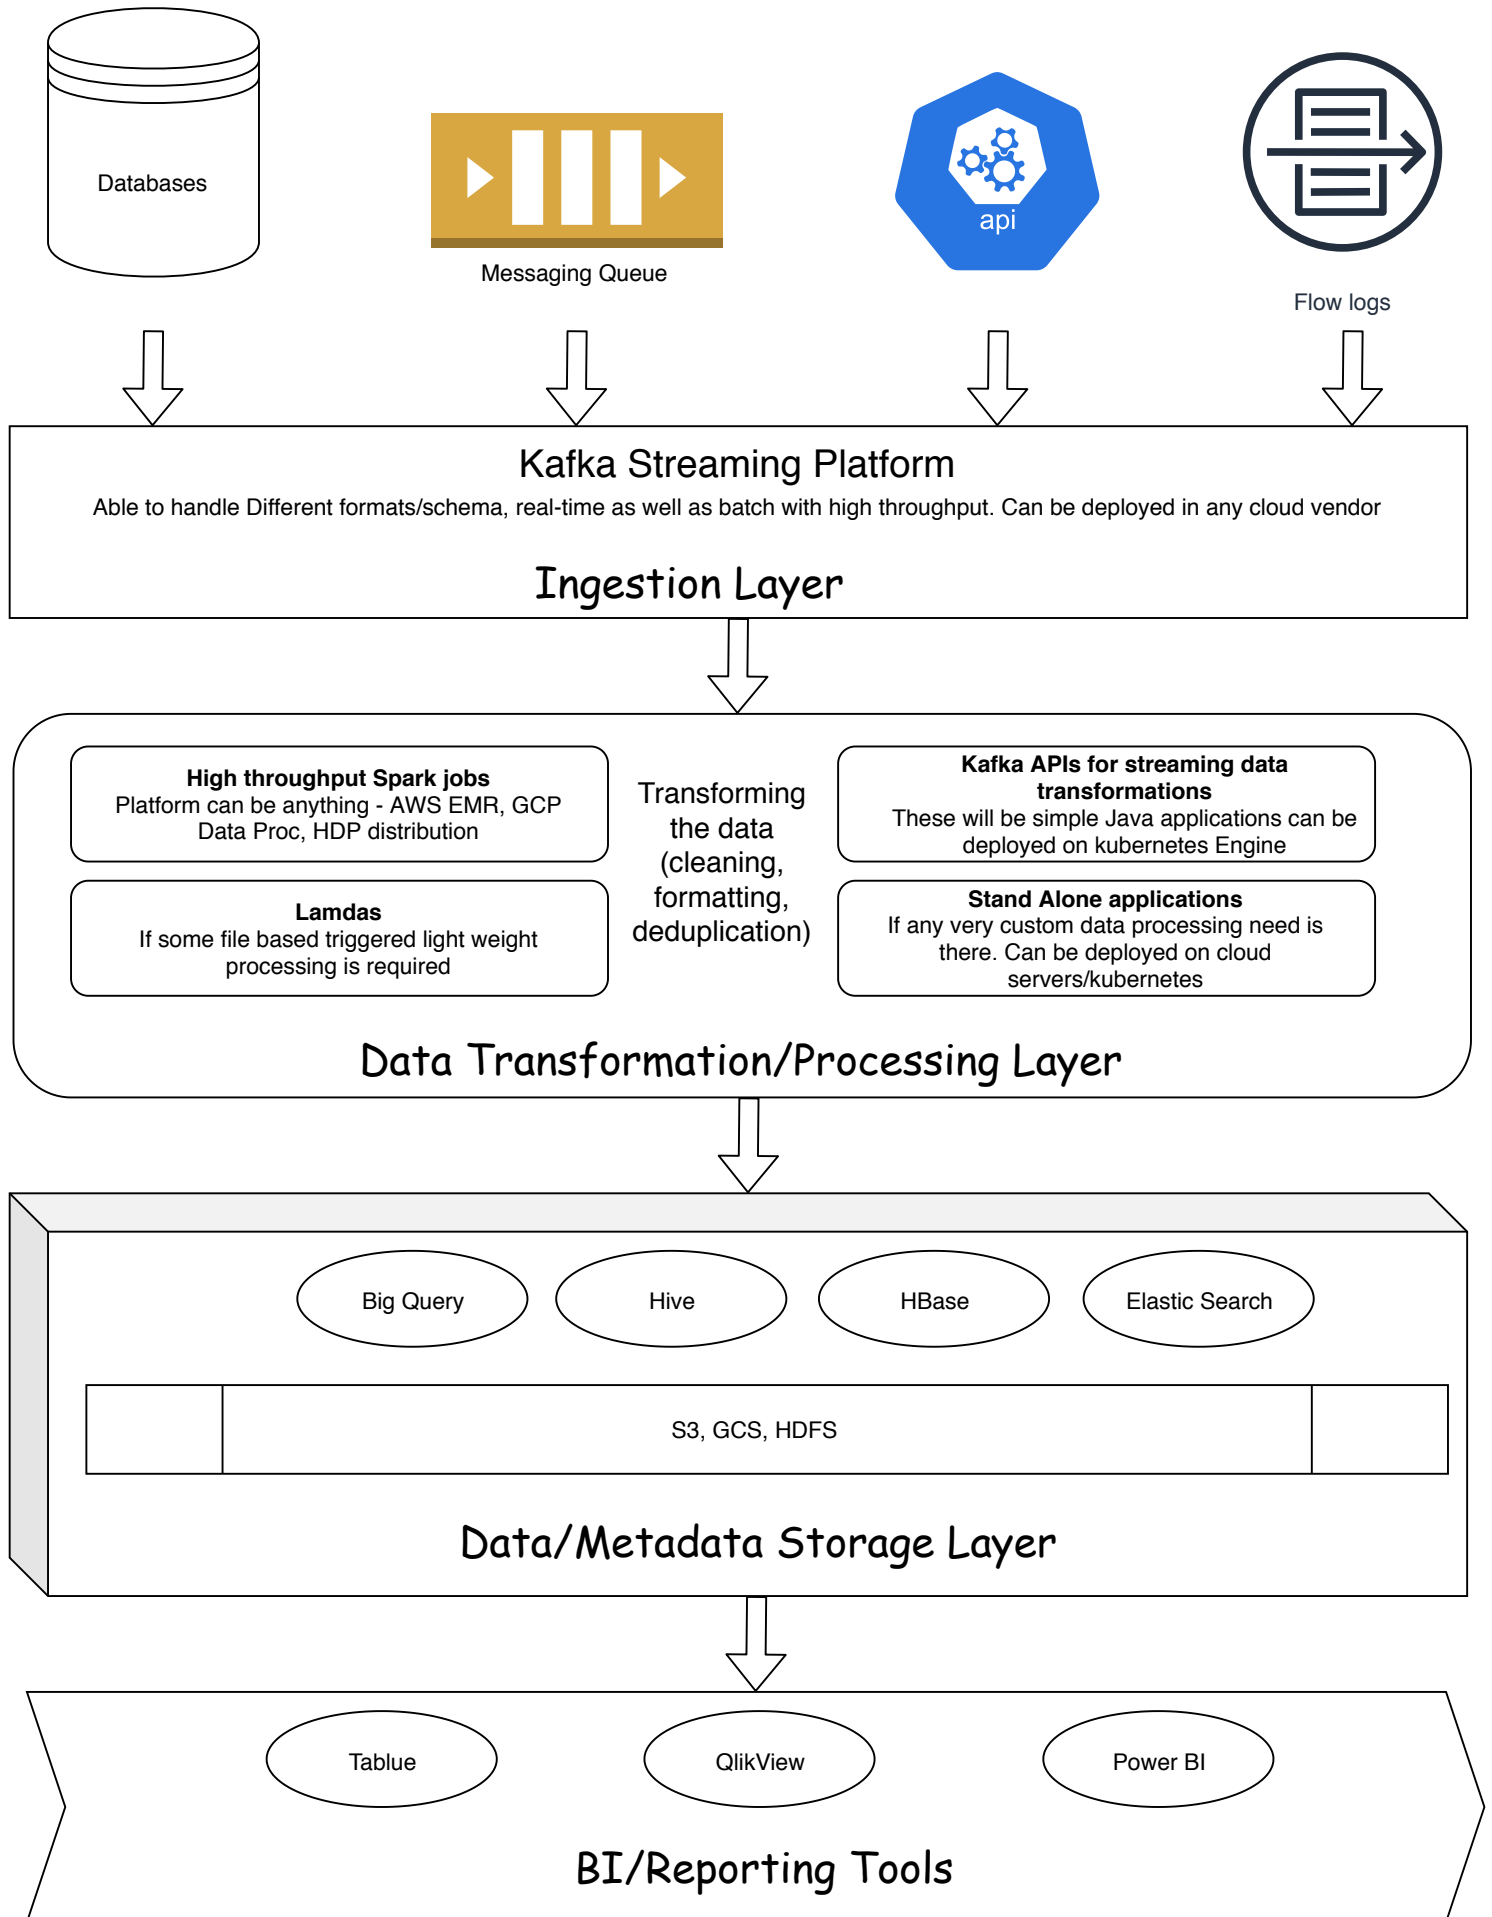 Databases
Messaging Queue
api
Flow logs
Kafka Streaming Platform
Able to handle Different formats/schema, real-time as well as batch with high throughput. Can be deployed in any cloud vendor
Ingestion Layer
High throughput Spark jobs
Platform can be anything - AWS EMR, GCP
Data Proc, HDP distribution
Lamdas
If some file based triggered light weight
processing is required
Transforming
the data
(cleaning,
formatting,
deduplication)
Kafka APIs for streaming data
transformations
These will be simple Java applications can be
deployed on kubernetes Engine
Stand Alone applications
If any very custom data processing need is
there. Can be deployed on cloud
servers/kubernetes
Data Transformation/Processing Layer
Big Query
Hive
HBase
Elastic Search
S3, GCS, HDFS
Data/Metadata Storage Layer
Tablue
QlikView
Power BI
BI/Reporting Tools